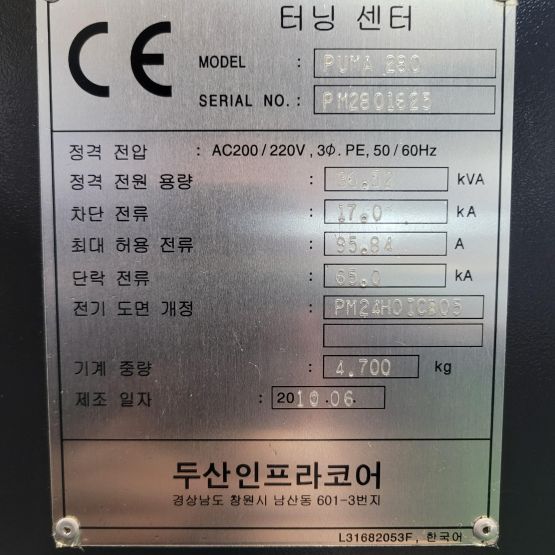 CE
터닝 센터
MODEL : PUMA 280
SERIAL NO. : PM2801623
정격 전압 : AC200/220V, 3Φ. PE, 50/60Hz
정격 전원 용량 : kVA
차단 전류 : 17.0 kA
최대 허용 전류 : 95.84 A
단락 전류 : 65.0 kA
전기 도면 개정 :
기계 중량 : 4,700 kg
제조 일자 : 2010.06.
두산인프라코어
경상남도 창원시 남산동 601-3번지
L31682053F, 한국어